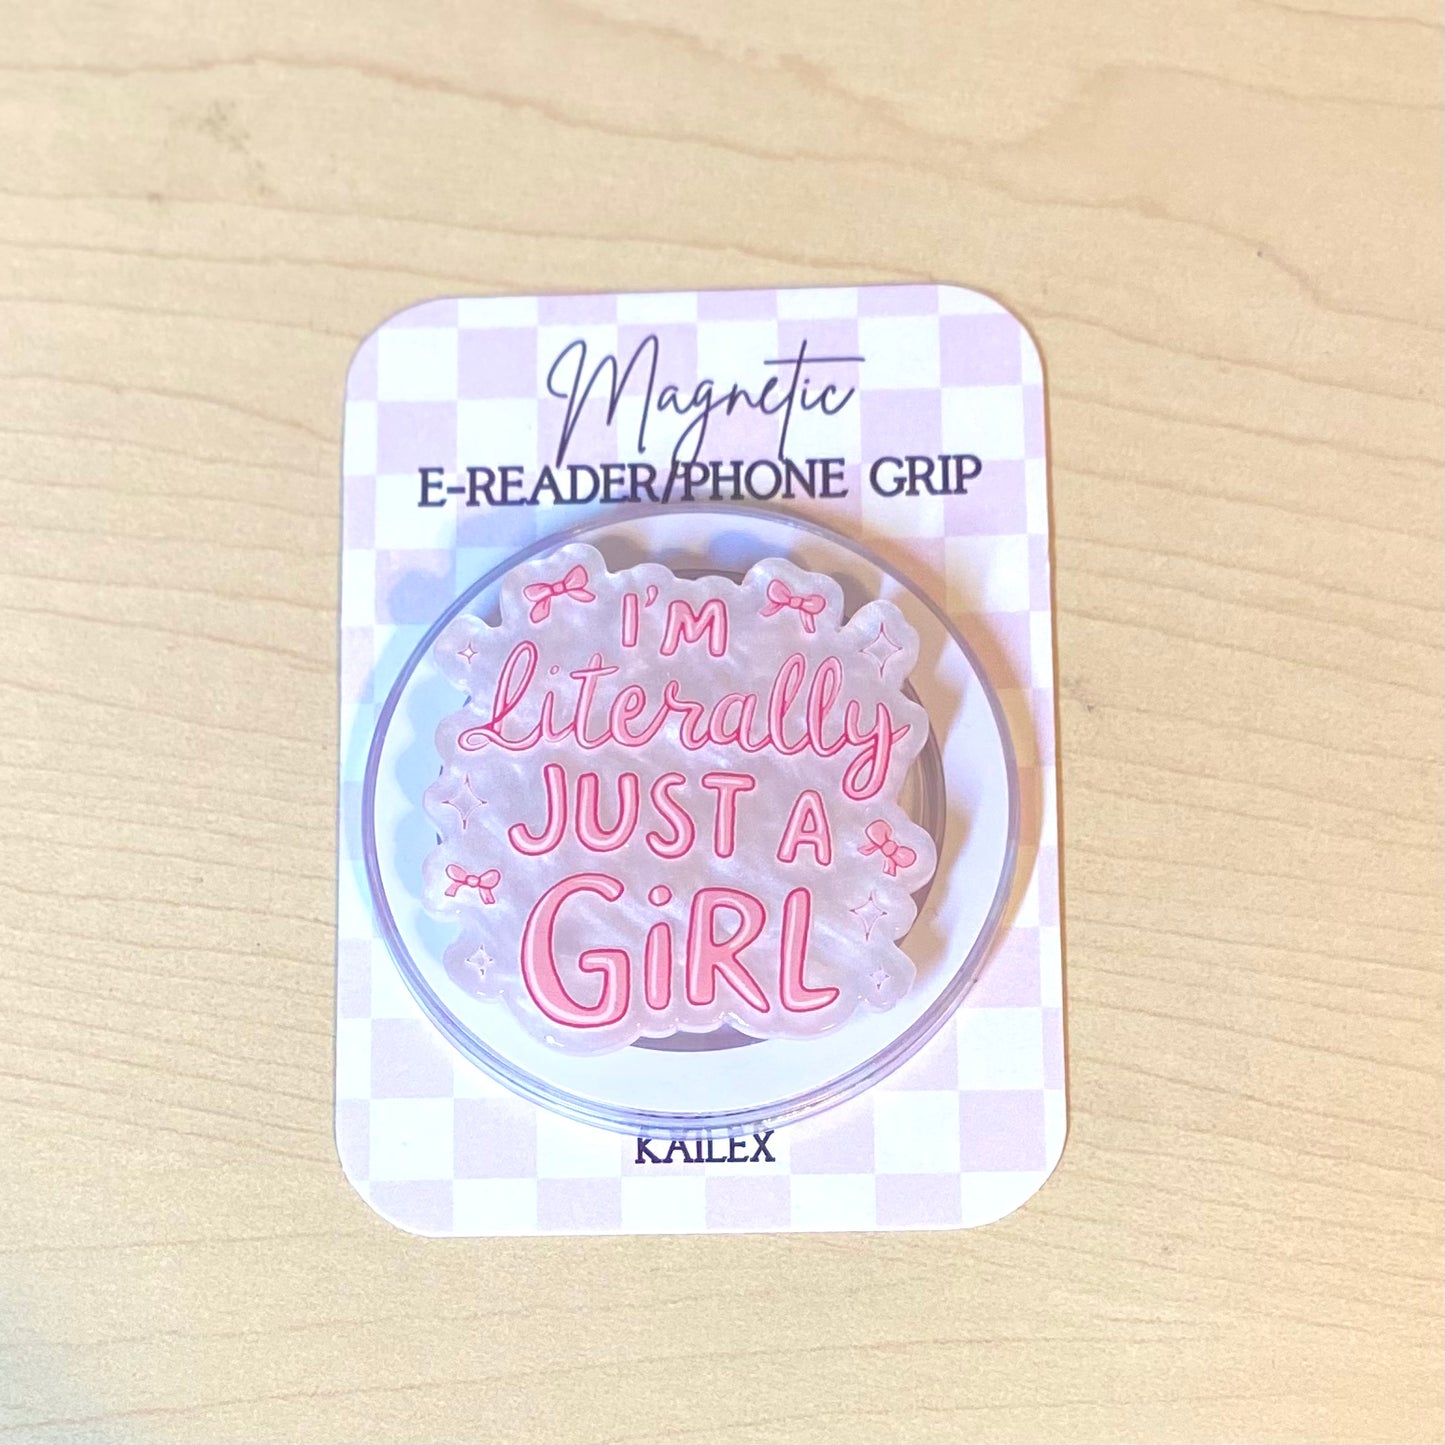 Magnetic
E-READER/PHONE GRIP
I'M
Literally
JUST A
GiRL
KAILEX